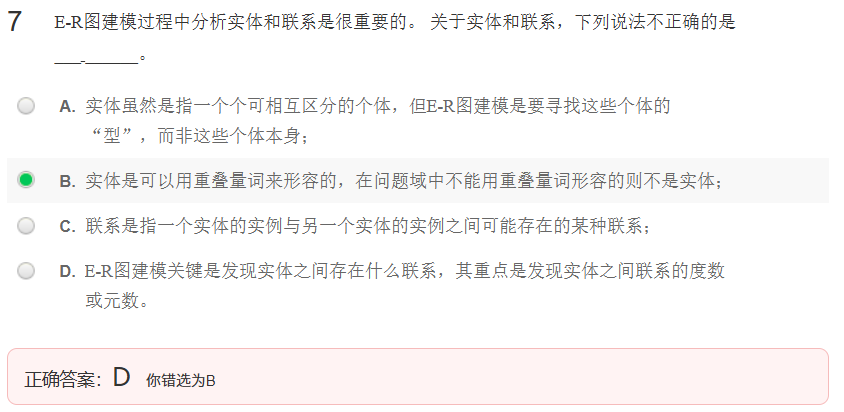 7 E-R图建模过程中分析实体和联系是很重要的。 关于实体和联系，下列说法不正确的是
___-______。
A. 实体虽然是指一个个可相互区分的个体，但E-R图建模是要寻找这些个体的
“型”，而非这些个体本身；
B. 实体是可以用重叠量词来形容的，在问题域中不能用重叠量词形容的则不是实体；
C. 联系是指一个实体的实例与另一个实体的实例之间可能存在的某种联系；
D. E-R图建模关键是发现实体之间存在什么联系，其重点是发现实体之间联系的度数
或元数。
正确答案：D 你错选为B